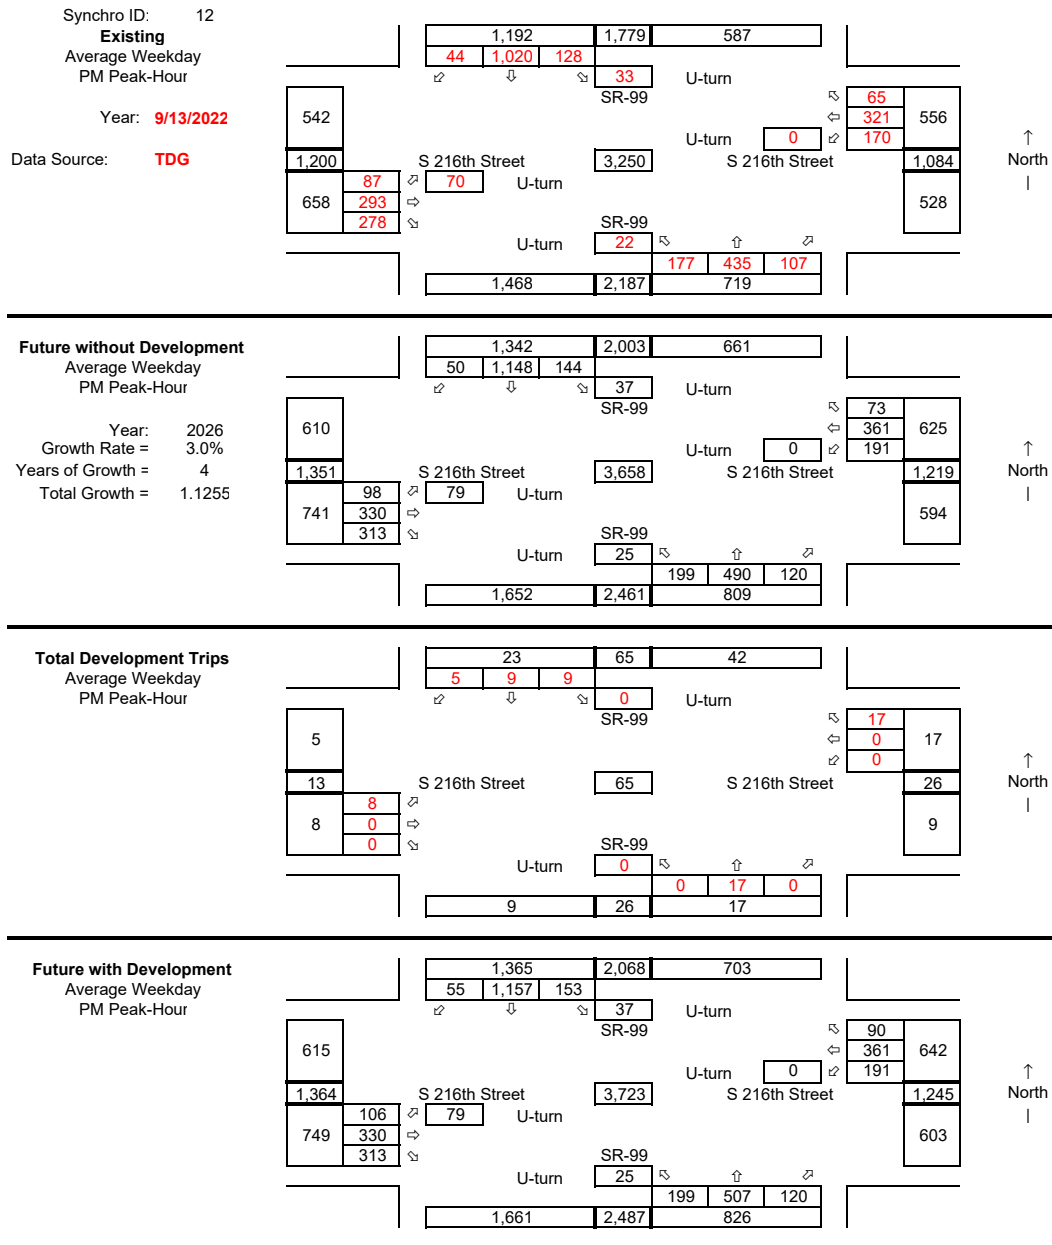 Synchro ID: 12
Existing
Average Weekday
PM Peak-Hour
Year: 9/13/2022
Data Source: TDG
1,192 1,779 587
44 1,020 128
33 U-turn
SR-99
542
65
321 556
U-turn 0 170
1,200 S 216th Street 3,250 S 216th Street 1,084
↑
North
|
87 70 U-turn
658 293 528
278
SR-99
U-turn 22
177 435 107
1,468 2,187 719
Future without Development
Average Weekday
PM Peak-Hour
Year: 2026
Growth Rate = 3.0%
Years of Growth = 4
Total Growth = 1.1255
1,342 2,003 661
50 1,148 144
37 U-turn
SR-99
610
73
361 625
U-turn 0 191
1,351 S 216th Street 3,658 S 216th Street 1,219
↑
North
|
98 79 U-turn
741 330 594
313
SR-99
U-turn 25
199 490 120
1,652 2,461 809
Total Development Trips
Average Weekday
PM Peak-Hour
23 65 42
5 9 9
0 U-turn
SR-99
5
17
0 17
0
13 S 216th Street 65 S 216th Street 26
↑
North
|
8
8 0 9
0
SR-99
U-turn 0
0 17 0
9 26 17
Future with Development
Average Weekday
PM Peak-Hour
1,365 2,068 703
55 1,157 153
37 U-turn
SR-99
615
90
361 642
U-turn 0 191
1,364 S 216th Street 3,723 S 216th Street 1,245
↑
North
|
106 79 U-turn
749 330 603
313
SR-99
U-turn 25
199 507 120
1,661 2,487 826